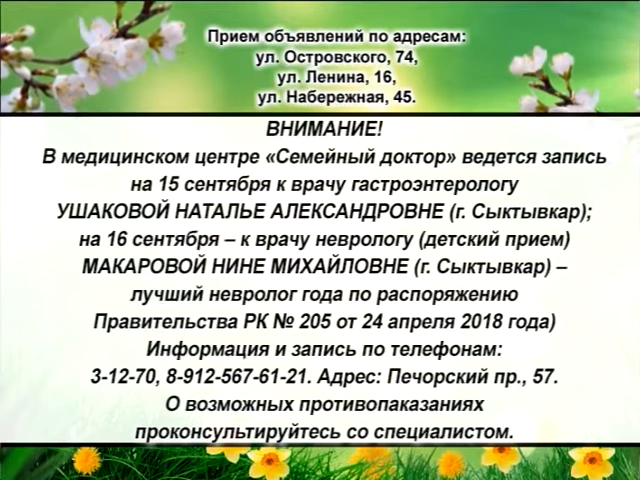 Прием объявлений по адресам:
ул. Островского, 74,
ул. Ленина, 16,
ул. Набережная, 45.
ВНИМАНИЕ!
В медицинском центре «Семейный доктор» ведется запись
на 15 сентября к врачу гастроэнтерологу
УШАКОВОЙ НАТАЛЬЕ АЛЕКСАНДРОВНЕ (г. Сыктывкар);
на 16 сентября – к врачу неврологу (детский прием)
МАКАРОВОЙ НИНЕ МИХАЙЛОВНЕ (г. Сыктывкар) –
лучший невролог года по распоряжению
Правительства РК № 205 от 24 апреля 2018 года)
Информация и запись по телефонам:
3-12-70, 8-912-567-61-21. Адрес: Печорский пр., 57.
О возможных противопаказаниях
проконсультируйтесь со специалистом.